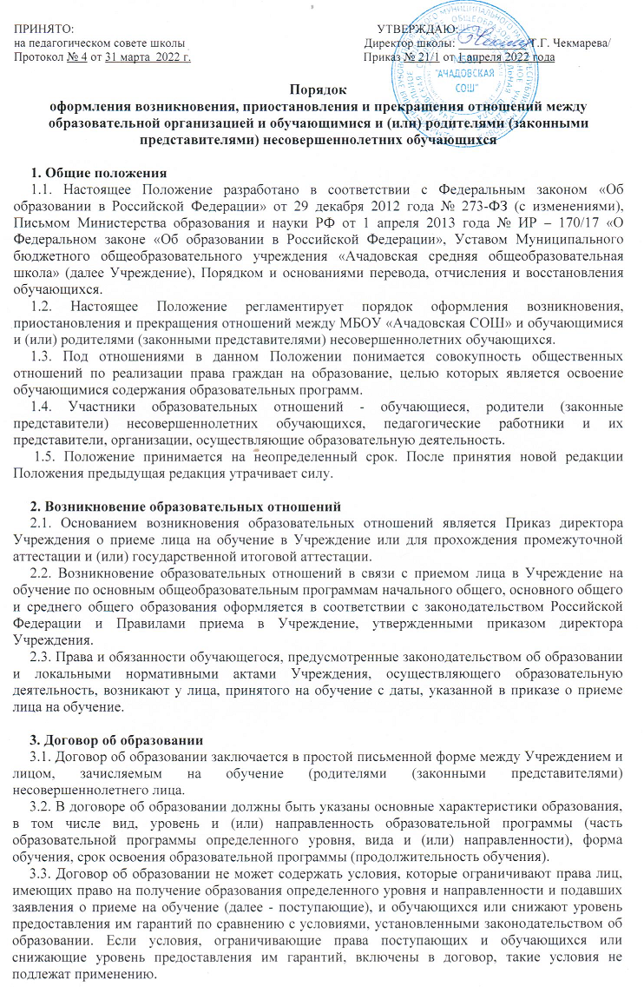 ПРИНЯТО: УТВЕРЖДАЮ:
на педагогическом совете школы Директор школы: Т.Г. Чекмарева/
Протокол № 4 от 31 марта 2022 г. Приказ № 21/1 от 1 апреля 2022 года
МБОУ
"АЧАДОВСКАЯ
СОШ"
Порядок
оформления возникновения, приостановления и прекращения отношений между
образовательной организацией и обучающимися и (или) родителями (законными
представителями) несовершеннолетних обучающихся
1. Общие положения
1.1. Настоящее Положение разработано в соответствии с Федеральным законом «Об
образовании в Российской Федерации» от 29 декабря 2012 года № 273-ФЗ (с изменениями),
Письмом Министерства образования и науки РФ от 1 апреля 2013 года № ИР – 170/17 «О
Федеральном законе «Об образовании в Российской Федерации», Уставом Муниципального
бюджетного общеобразовательного учреждения «Ачадовская средняя общеобразовательная
школа» (далее Учреждение), Порядком и основаниями перевода, отчисления и восстановления
обучающихся.
1.2. Настоящее Положение регламентирует порядок оформления возникновения,
приостановления и прекращения отношений между МБОУ «Ачадовская СОШ» и обучающимися
и (или) родителями (законными представителями) несовершеннолетних обучающихся.
1.3. Под отношениями в данном Положении понимается совокупность общественных
отношений по реализации права граждан на образование, целью которых является освоение
обучающимися содержания образовательных программ.
1.4. Участники образовательных отношений - обучающиеся, родители (законные
представители) несовершеннолетних обучающихся, педагогические работники и их
представители, организации, осуществляющие образовательную деятельность.
1.5. Положение принимается на неопределенный срок. После принятия новой редакции
Положения предыдущая редакция утрачивает силу.
2. Возникновение образовательных отношений
2.1. Основанием возникновения образовательных отношений является Приказ директора
Учреждения о приеме лица на обучение в Учреждение или для прохождения промежуточной
аттестации и (или) государственной итоговой аттестации.
2.2. Возникновение образовательных отношений в связи с приемом лица в Учреждение на
обучение по основным общеобразовательным программам начального общего, основного общего
и среднего общего образования оформляется в соответствии с законодательством Российской
Федерации и Правилами приема в Учреждение, утвержденными приказом директора
Учреждения.
2.3. Права и обязанности обучающегося, предусмотренные законодательством об образовании
и локальными нормативными актами Учреждения, осуществляющего образовательную
деятельность, возникают у лица, принятого на обучение с даты, указанной в приказе о приеме
лица на обучение.
3. Договор об образовании
3.1. Договор об образовании заключается в простой письменной форме между Учреждением и
лицом, зачисляемым на обучение (родителями (законными представителями)
несовершеннолетнего лица.
3.2. В договоре об образовании должны быть указаны основные характеристики образования,
в том числе вид, уровень и (или) направленность образовательной программы (часть
образовательной программы определенного уровня, вида и (или) направленности), форма
обучения, срок освоения образовательной программы (продолжительность обучения).
3.3. Договор об образовании не может содержать условия, которые ограничивают права лиц,
имеющих право на получение образования определенного уровня и направленности и подавших
заявления о приеме на обучение (далее - поступающие), и обучающихся или снижают уровень
предоставления им гарантий по сравнению с условиями, установленными законодательством об
образовании. Если условия, ограничивающие права поступающих и обучающихся или
снижающие уровень предоставления им гарантий, включены в договор, такие условия не
подлежат применению.